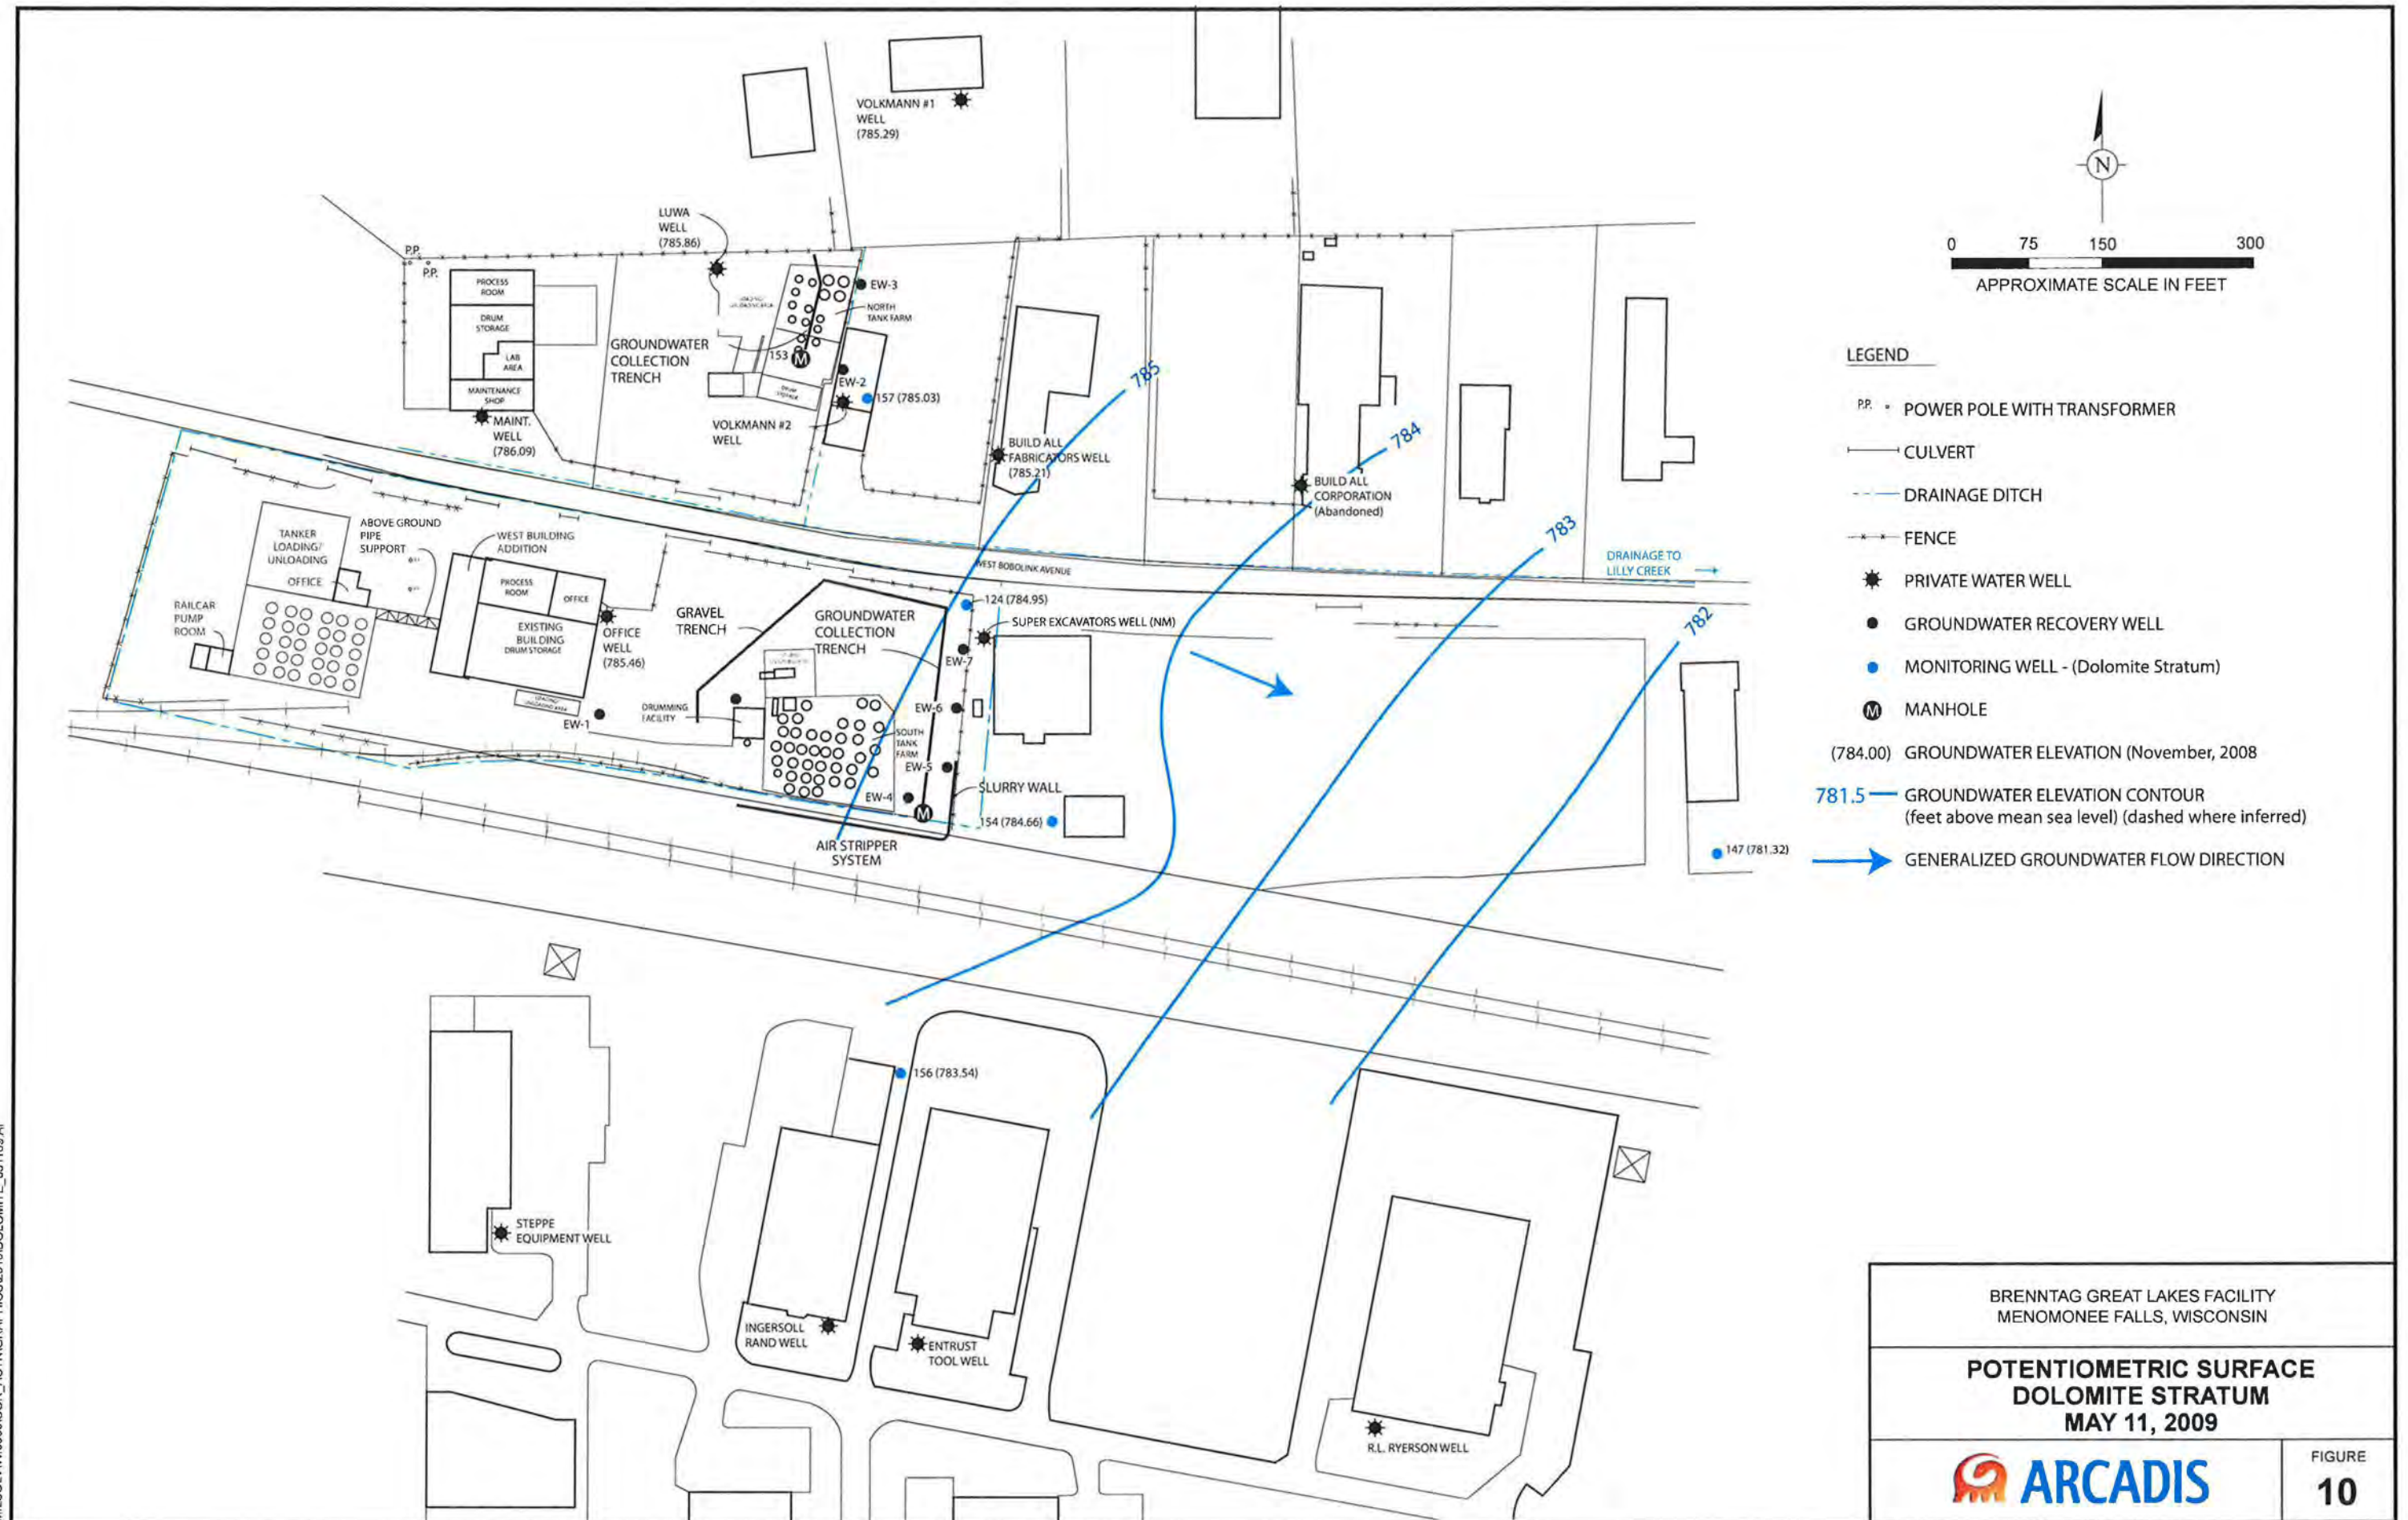 VOLKMANN #1
WELL
(785.29)
LUWA
WELL
(785.86)
P.P.
P.P.
PROCESS
ROOM
DRUM
STORAGE
LAB
AREA
MAINTENANCE
SHOP
MAINT.
WELL
(786.09)
GROUNDWATER
COLLECTION
TRENCH
153
M
EW-3
NORTH
TANK FARM
EW-2
157 (785.03)
DRUM
STORAGE
VOLKMANN #2
WELL
BUILD ALL
FABRICATORS WELL
(785.21)
785
784
BUILD ALL
CORPORATION
(Abandoned)
783
782
DRAINAGE TO
LILLY CREEK
WEST BOBOLINK AVENUE
TANKER
LOADING/
UNLOADING
OFFICE
ABOVE GROUND
PIPE
SUPPORT
WEST BUILDING
ADDITION
PROCESS
ROOM
OFFICE
EXISTING
BUILDING
DRUM STORAGE
RAILCAR
PUMP
ROOM
OFFICE
WELL
(785.46)
EW-1
GRAVEL
TRENCH
GROUNDWATER
COLLECTION
TRENCH
124 (784.95)
SUPER EXCAVATORS WELL (NM)
EW-7
EW-6
DRUMMING
FACILITY
SOUTH
TANK
FARM
EW-5
EW-4
M
SLURRY WALL
154 (784.66)
AIR STRIPPER
SYSTEM
147 (781.32)
156 (783.54)
STEPPE
EQUIPMENT WELL
INGERSOLL
RAND WELL
ENTRUST
TOOL WELL
R.L. RYERSON WELL
N
0 75 150 300
APPROXIMATE SCALE IN FEET
LEGEND
P.P. POWER POLE WITH TRANSFORMER
CULVERT
DRAINAGE DITCH
FENCE
PRIVATE WATER WELL
GROUNDWATER RECOVERY WELL
MONITORING WELL - (Dolomite Stratum)
M MANHOLE
(784.00) GROUNDWATER ELEVATION (November, 2008
781.5 GROUNDWATER ELEVATION CONTOUR
(feet above mean sea level) (dashed where inferred)
GENERALIZED GROUNDWATER FLOW DIRECTION
BRENNTAG GREAT LAKES FACILITY
MENOMONEE FALLS, WISCONSIN
POTENTIOMETRIC SURFACE
DOLOMITE STRATUM
MAY 11, 2009
ARCADIS
FIGURE
10